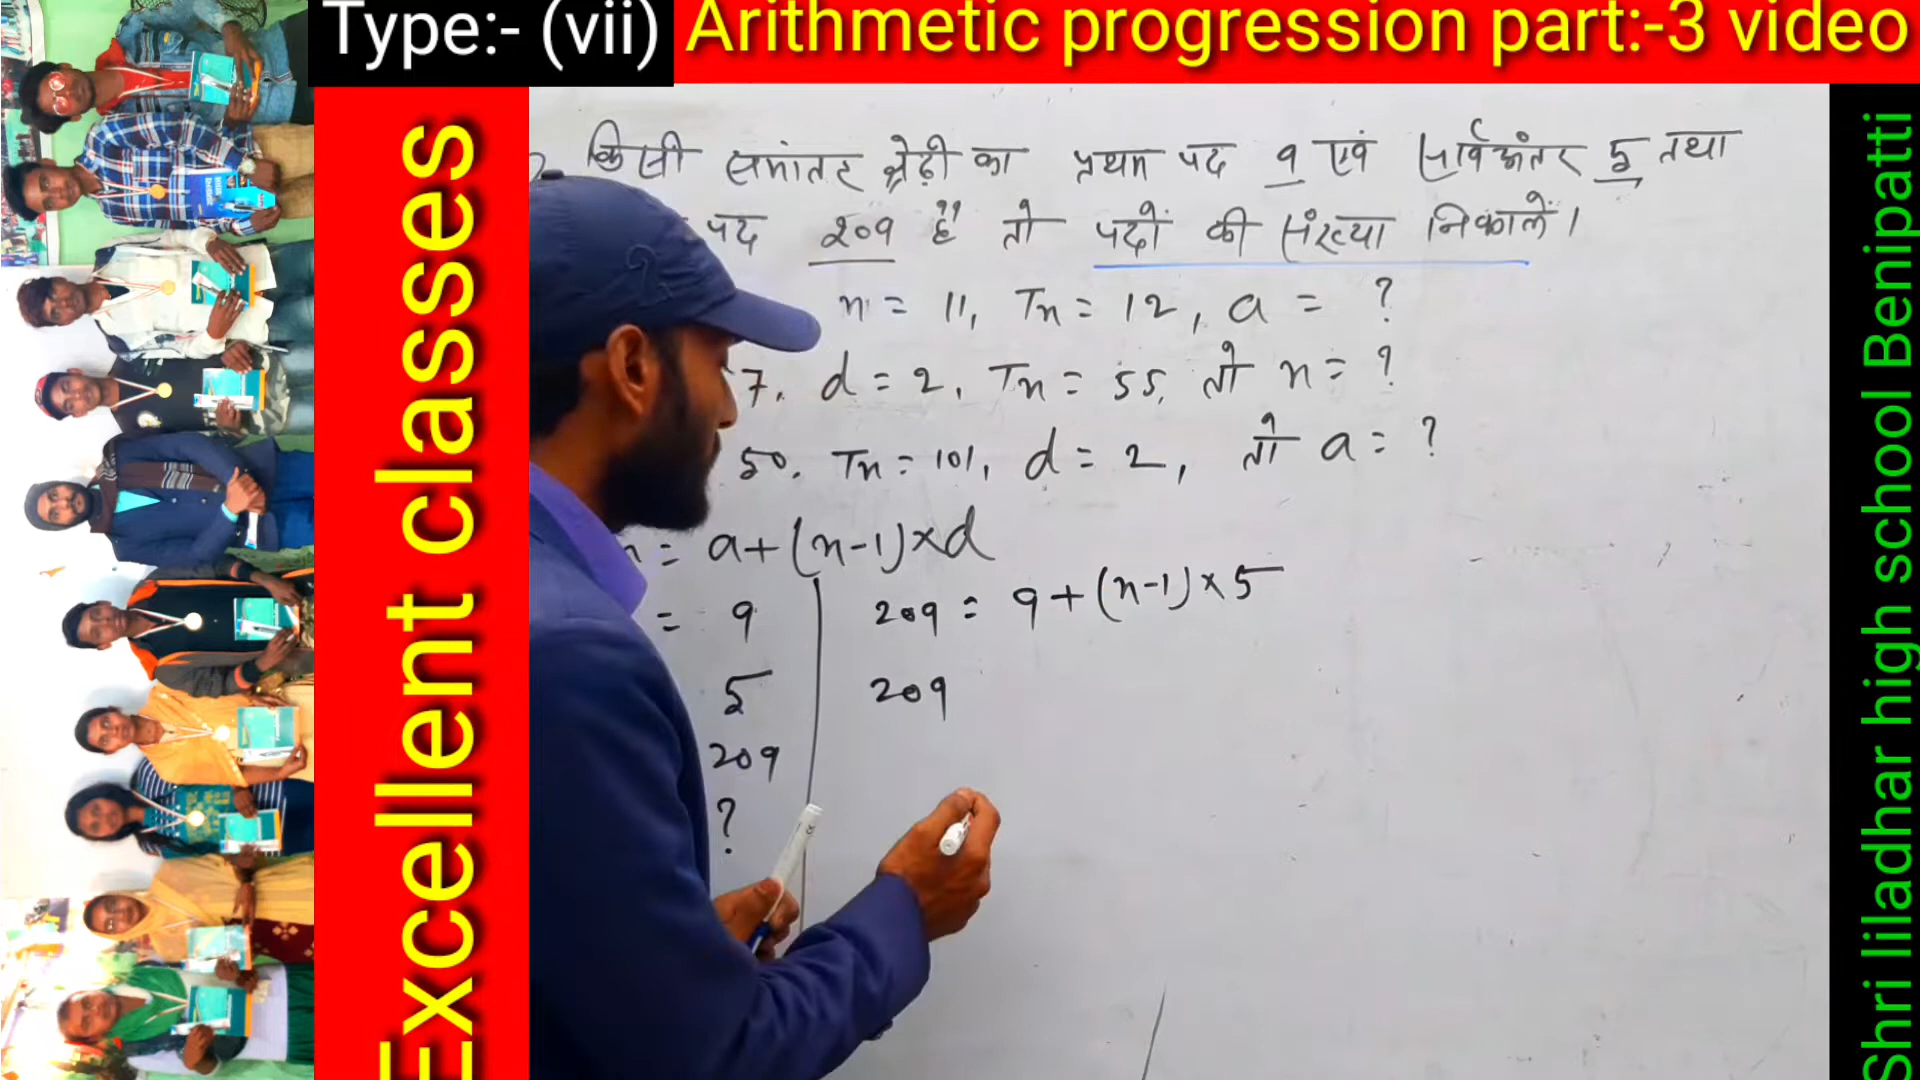 Type:- (vii) Arithmetic progression part:-3 video
Excellent classes
Shri liladhar high school Benipatti
किसी समांतर श्रेढ़ी का प्रथम पद 9 एवं सार्वअंतर 5 तथा
पद 209 है तो पदों की संख्या निकालें।
n = 11, Tn = 12, a = ?
7, d = 2, Tn = 55, तो n = ?
50, Tn = 101, d = 2, तो a = ?
= a + (n-1) × d
= 9
5
209
?
209 = 9 + (n-1) × 5
209